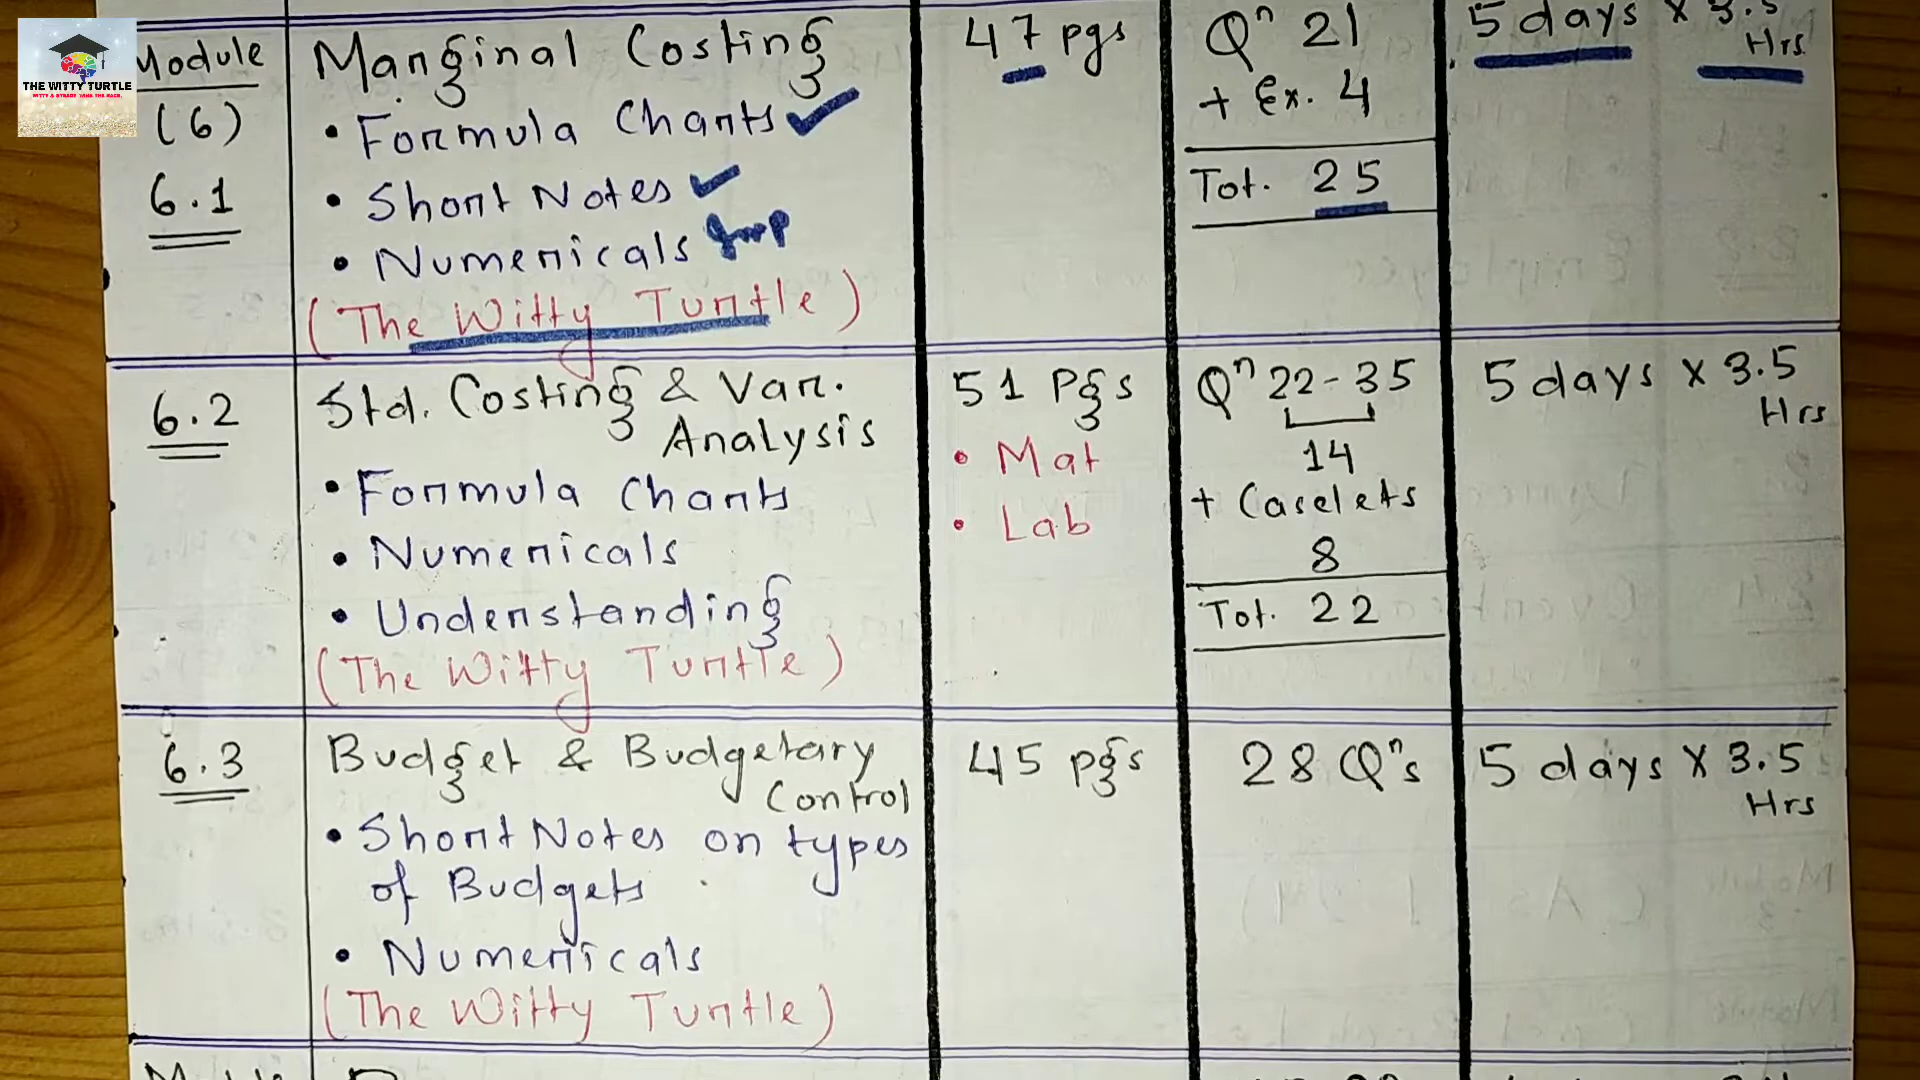 THE WITTY TURTLE
Module
(6)
6.1
Marginal Costing
• Formula Charts
• Short Notes
• Numericals Imp
(The Witty Turtle)
47 pgs
Qn 21
+ Ex. 4
Tot. 25
5 days x 3.5
Hrs
6.2
Std. Costing & Var.
Analysis
• Formula Charts
• Numericals
• Understanding
(The Witty Turtle)
51 Pgs
• Mat
• Lab
Qn 22-35
14
+ Caselets
8
Tot. 22
5 days x 3.5
Hrs
6.3
Budget & Budgetary
Control
• Short Notes on types
of Budgets
• Numericals
(The Witty Turtle)
45 pgs
28 Qns
5 days x 3.5
Hrs